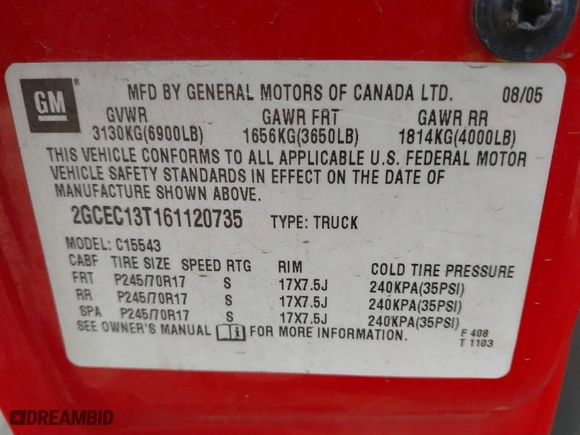 GM
MFD BY GENERAL MOTORS OF CANADA LTD. 08/05
GVWR GAWR FRT GAWR RR
3130KG(6900LB) 1656KG(3650LB) 1814KG(4000LB)
THIS VEHICLE CONFORMS TO ALL APPLICABLE U.S. FEDERAL MOTOR
VEHICLE SAFETY STANDARDS IN EFFECT ON THE DATE OF
MANUFACTURE SHOWN ABOVE.
2GCEC13T161120735 TYPE: TRUCK
MODEL: C15543
CABF TIRE SIZE SPEED RTG RIM COLD TIRE PRESSURE
FRT P245/70R17 S 17X7.5J 240KPA(35PSI)
RR P245/70R17 S 17X7.5J 240KPA(35PSI)
SPA P245/70R17 S 17X7.5J 240KPA(35PSI)
SEE OWNER'S MANUAL FOR MORE INFORMATION.
F 408
T 1103
DREAMBID